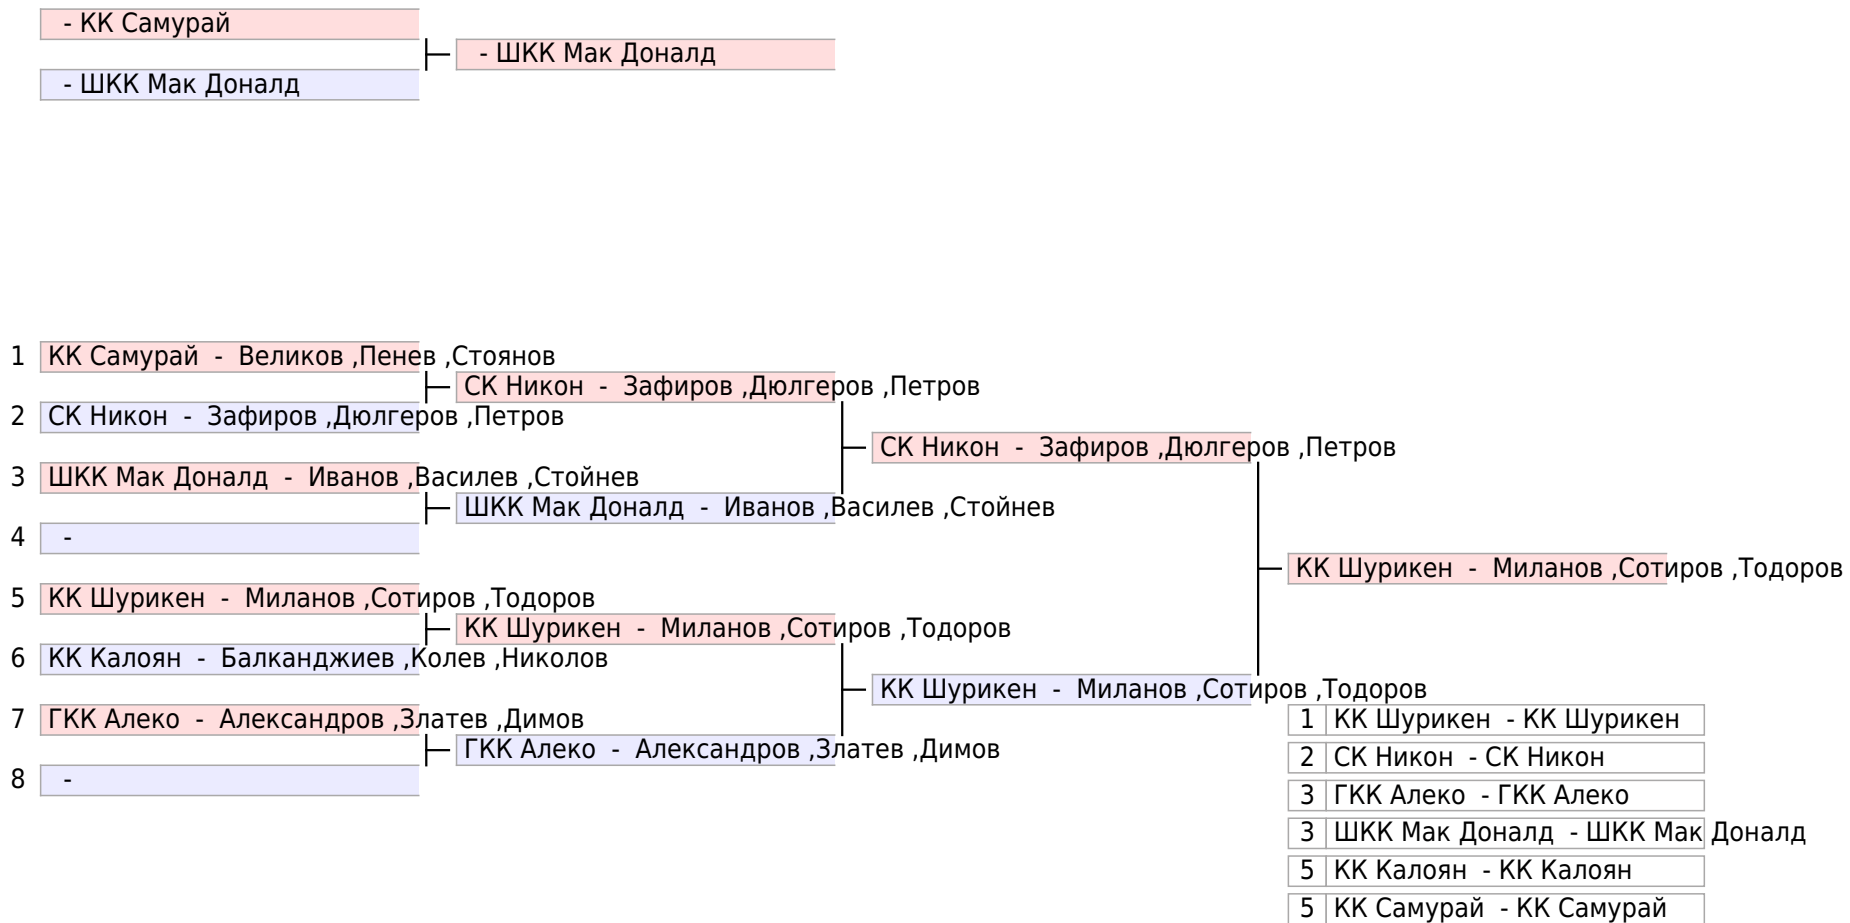 - КК Самурай
- ШКК Мак Доналд
- ШКК Мак Доналд
1 КК Самурай - Великов ,Пенев ,Стоянов
СК Никон - Зафиров ,Дюлгеров ,Петров
2 СК Никон - Зафиров ,Дюлгеров ,Петров
СК Никон - Зафиров ,Дюлгеров ,Петров
3 ШКК Мак Доналд - Иванов ,Василев ,Стойнев
ШКК Мак Доналд - Иванов ,Василев ,Стойнев
4 -
КК Шурикен - Миланов ,Сотиров ,Тодоров
5 КК Шурикен - Миланов ,Сотиров ,Тодоров
КК Шурикен - Миланов ,Сотиров ,Тодоров
6 КК Калоян - Балканджиев ,Колев ,Николов
КК Шурикен - Миланов ,Сотиров ,Тодоров
7 ГКК Алеко - Александров ,Златев ,Димов
ГКК Алеко - Александров ,Златев ,Димов
8 -
1 КК Шурикен - КК Шурикен
2 СК Никон - СК Никон
3 ГКК Алеко - ГКК Алеко
3 ШКК Мак Доналд - ШКК Мак Доналд
5 КК Калоян - КК Калоян
5 КК Самурай - КК Самурай